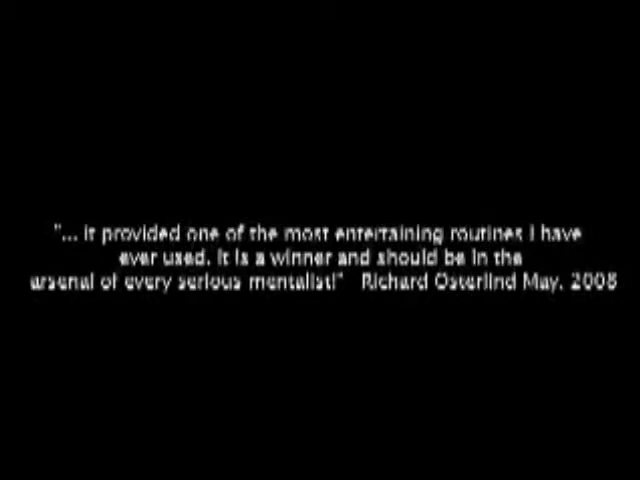 "... it provided one of the most entertaining routines I have
ever used. It is a winner and should be in the
arsenal of every serious mentalist!" Richard Osterlind May, 2008